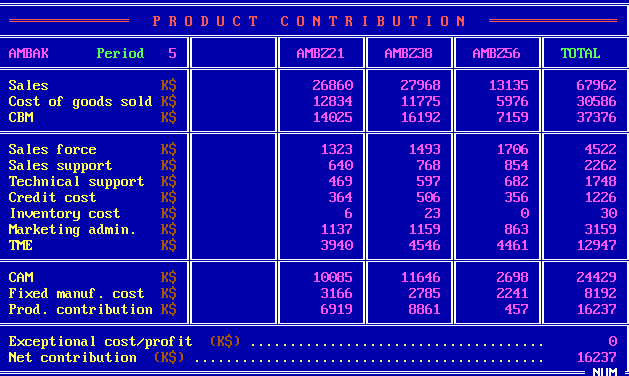 PRODUCT CONTRIBUTION
AMBAK Period 5 AMBZ21 AMBZ38 AMBZ56 TOTAL
Sales K$ 26860 27968 13135 67962
Cost of goods sold K$ 12834 11775 5976 30586
CBM K$ 14025 16192 7159 37376
Sales force K$ 1323 1493 1706 4522
Sales support K$ 640 768 854 2262
Technical support K$ 469 597 682 1748
Credit cost K$ 364 506 356 1226
Inventory cost K$ 6 23 0 30
Marketing admin. K$ 1137 1159 863 3159
TME K$ 3940 4546 4461 12947
CAM K$ 10085 11646 2698 24429
Fixed manuf. cost K$ 3166 2785 2241 8192
Prod. contribution K$ 6919 8861 457 16237
Exceptional cost/profit (K$) ..................................... 0
Net contribution (K$) ............................................ 16237
NUM